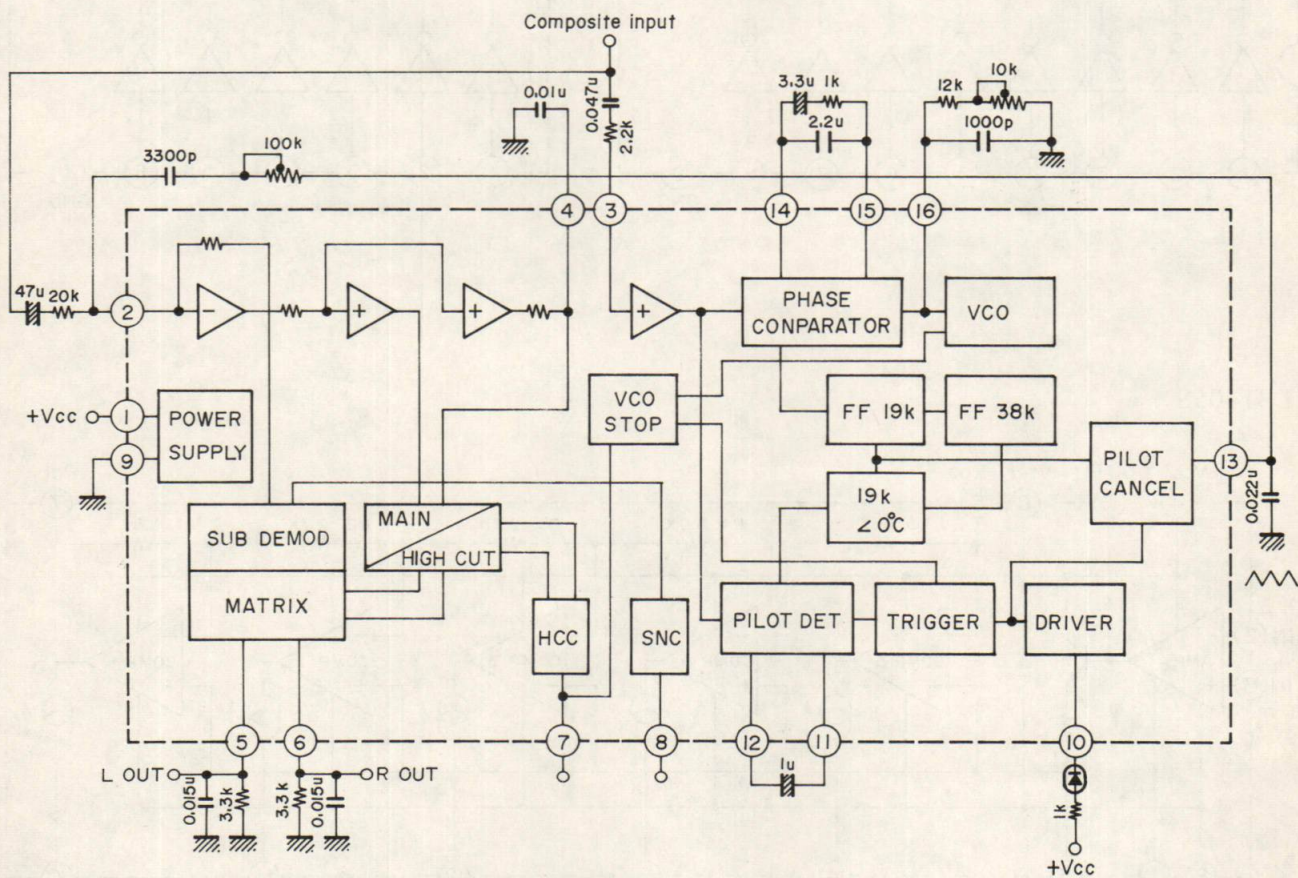 Composite input
0.01u
0.047u
2.2k
3.3u 1k
2.2u
12k
10k
1000p
3300p
100k
4
3
14
15
16
47u 20k
2
−
+
+
+
PHASE
CONPARATOR
VCO
+Vcc
1
9
POWER
SUPPLY
VCO
STOP
FF 19k
FF 38k
19k
∠0°C
PILOT
CANCEL
13
0.022u
SUB DEMOD
MATRIX
MAIN
HIGH CUT
HCC
SNC
PILOT DET
TRIGGER
DRIVER
5
6
7
8
12
11
10
L OUT
R OUT
0.015u
3.3k
3.3k
0.015u
1u
1k
+Vcc